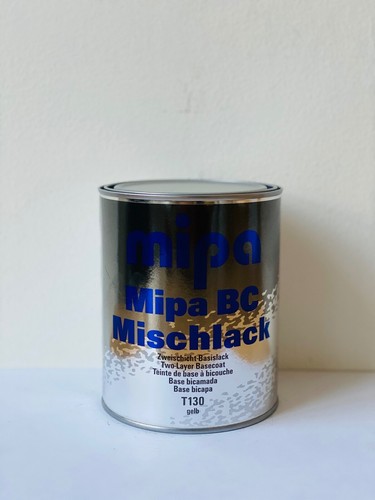 mipa
Mipa BC
Mischlack
Zweischicht-Basislack
Two-Layer Basecoat
Teinte de base à bicouche
Base bicamada
Base bicapa
T130
gelb